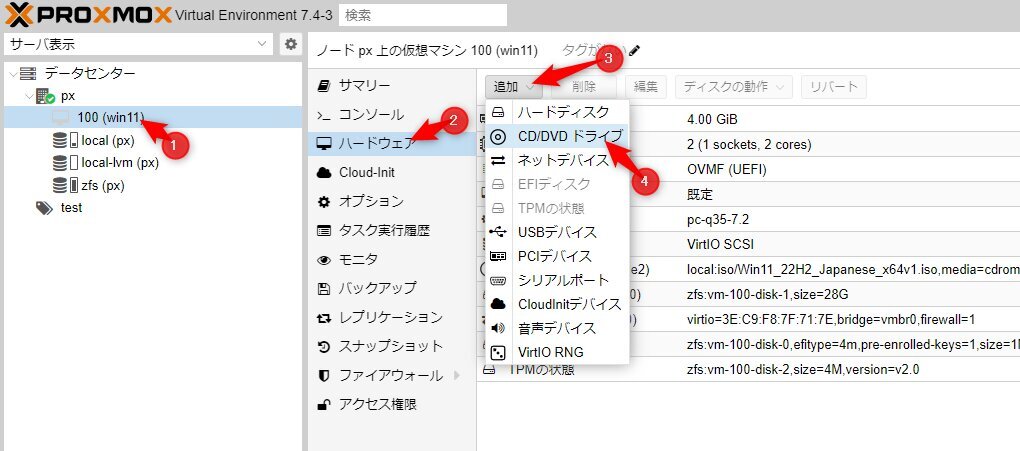 PROXMOX Virtual Environment 7.4-3 検索
サーバ表示
データセンター
px
100 (win11)
local (px)
local-lvm (px)
zfs (px)
test
1
ノード px 上の仮想マシン 100 (win11) タグが
サマリー
コンソール
ハードウェア
Cloud-Init
オプション
タスク実行履歴
モニタ
バックアップ
レプリケーション
スナップショット
ファイアウォール
アクセス権限
2
追加 削除 編集 ディスクの動作 リバート
3
ハードディスク
CD/DVD ドライブ
ネットデバイス
EFIディスク
TPMの状態
USBデバイス
PCIデバイス
シリアルポート
CloudInitデバイス
音声デバイス
VirtIO RNG
4
4.00 GiB
2 (1 sockets, 2 cores)
OVMF (UEFI)
既定
pc-q35-7.2
VirtIO SCSI
e2) local:iso/Win11_22H2_Japanese_x64v1.iso,media=cdrom
0) zfs:vm-100-disk-1,size=28G
0) virtio=3E:C9:F8:7F:71:7E,bridge=vmbr0,firewall=1
zfs:vm-100-disk-0,efitype=4m,pre-enrolled-keys=1,size=1M
TPMの状態 zfs:vm-100-disk-2,size=4M,version=v2.0